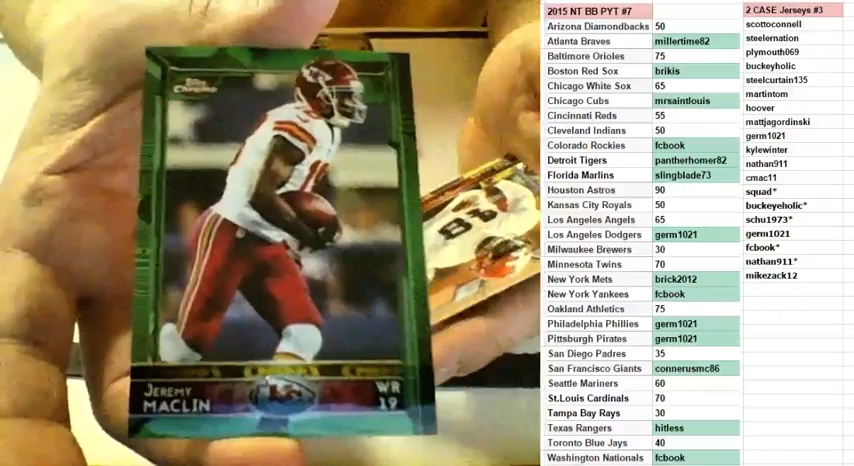 Topps
Chrome
JEREMY
MACLIN
WR
19
18
2015 NT BB PYT #7
Arizona Diamondbacks 50
Atlanta Braves millertime82
Baltimore Orioles 75
Boston Red Sox brikis
Chicago White Sox 65
Chicago Cubs mrsaintlouis
Cincinnati Reds 55
Cleveland Indians 50
Colorado Rockies fcbook
Detroit Tigers pantherhomer82
Florida Marlins slingblade73
Houston Astros 90
Kansas City Royals 50
Los Angeles Angels 65
Los Angeles Dodgers germ1021
Milwaukee Brewers 30
Minnesota Twins 70
New York Mets brick2012
New York Yankees fcbook
Oakland Athletics 75
Philadelphia Phillies germ1021
Pittsburgh Pirates germ1021
San Diego Padres 35
San Francisco Giants connerusmc86
Seattle Mariners 60
St.Louis Cardinals 70
Tampa Bay Rays 30
Texas Rangers hitless
Toronto Blue Jays 40
Washington Nationals fcbook
2 CASE Jerseys #3
scottoconnell
steelernation
plymouth069
buckeyholic
steelcurtain135
martintom
hoover
mattjagordinski
germ1021
kylewinter
nathan911
cmac11
squad*
buckeyeholic*
schu1973*
germ1021
fcbook*
nathan911*
mikezack12